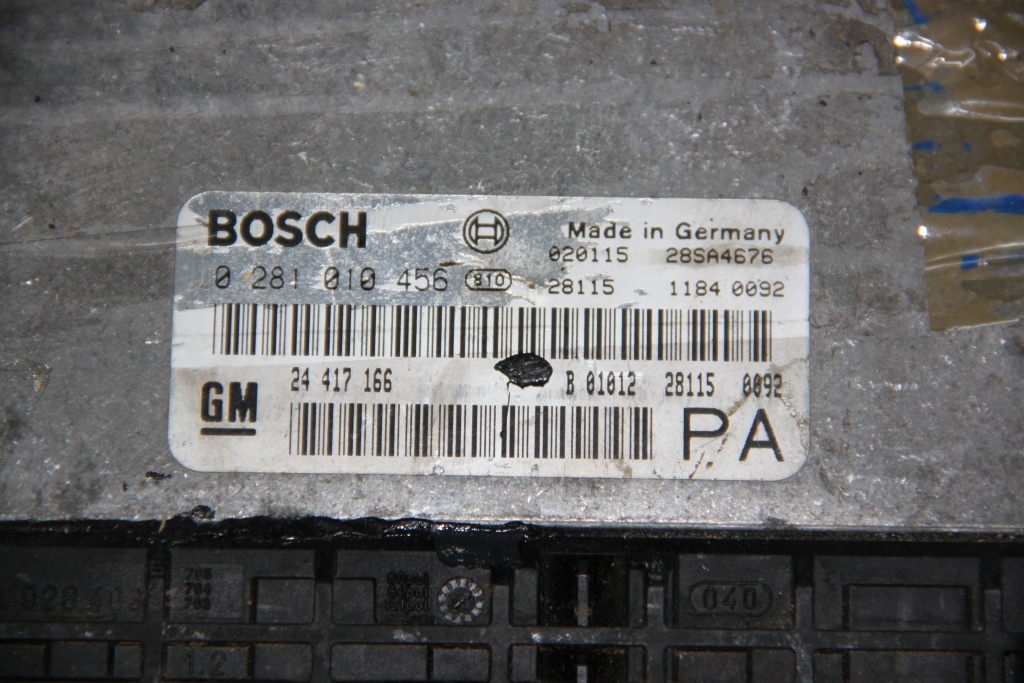 BOSCH Made in Germany
020115 28SA4676
0 281 010 456 810 28115 1184 0092
24 417 166 B 01012 28115 0092
GM PA
040
12